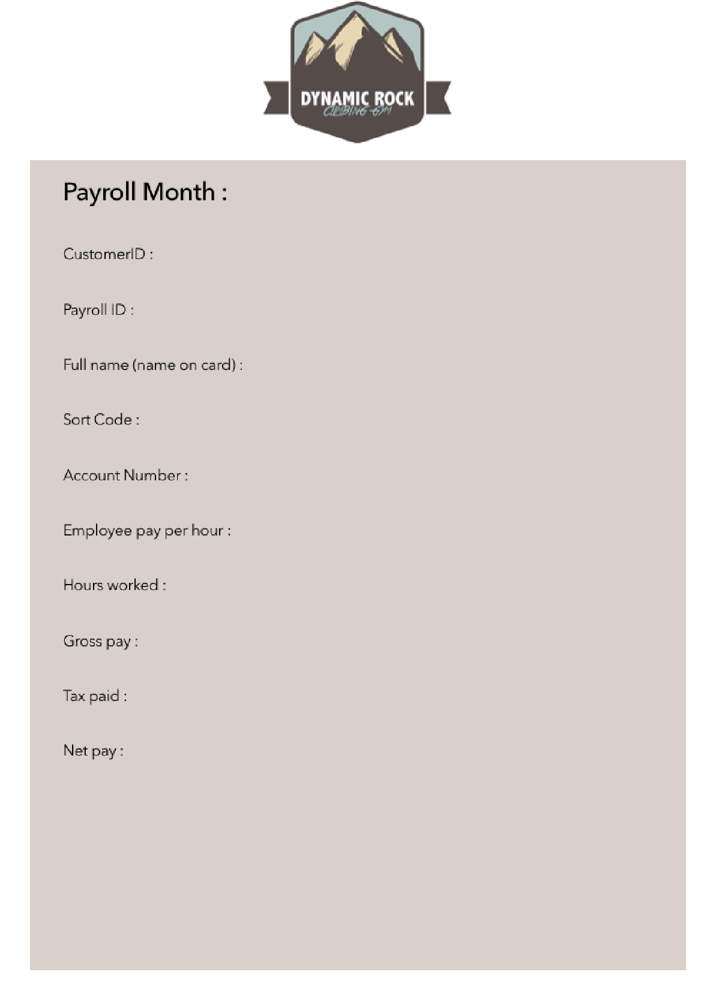 DYNAMIC ROCK
CLIMBING GYM
Payroll Month :
CustomerID :
Payroll ID :
Full name (name on card) :
Sort Code :
Account Number :
Employee pay per hour :
Hours worked :
Gross pay :
Tax paid :
Net pay :